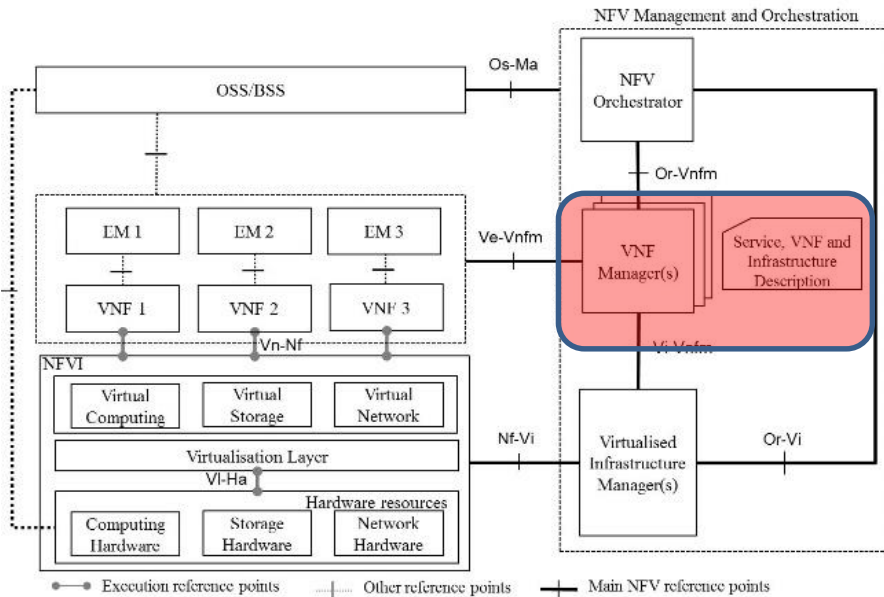 NFV Management and Orchestration
Os-Ma
OSS/BSS
NFV
Orchestrator
Or-Vnfm
EM 1
EM 2
EM 3
Ve-Vnfm
VNF
Manager(s)
Service, VNF and
Infrastructure
Description
VNF 1
VNF 2
VNF 3
Vn-Nf
Vi-Vnfm
NFVI
Virtual
Computing
Virtual
Storage
Virtual
Network
Nf-Vi
Virtualised
Infrastructure
Manager(s)
Or-Vi
Virtualisation Layer
Vl-Ha
Hardware resources
Computing
Hardware
Storage
Hardware
Network
Hardware
Execution reference points
Other reference points
Main NFV reference points